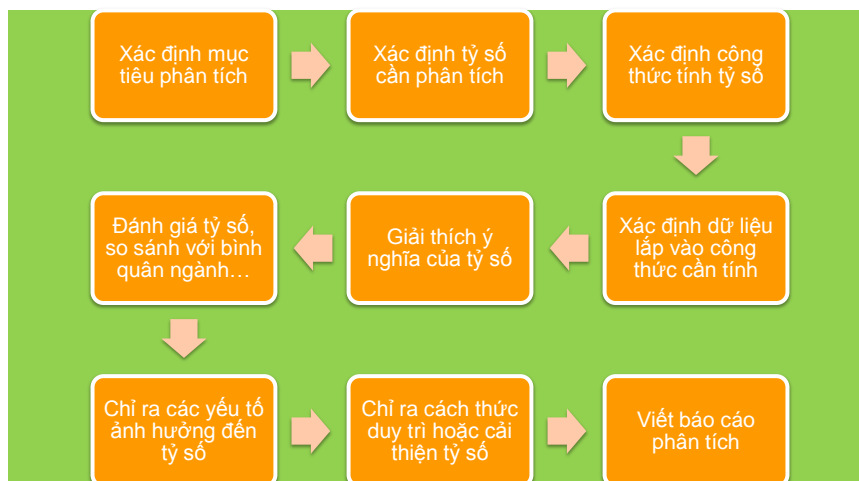 Xác định mục
tiêu phân tích
Xác định tỷ số
cần phân tích
Xác định công
thức tính tỷ số
Xác định dữ liệu
lắp vào công
thức cần tính
Giải thích ý
nghĩa của tỷ số
Đánh giá tỷ số,
so sánh với bình
quân ngành…
Chỉ ra các yếu tố
ảnh hưởng đến
tỷ số
Chỉ ra cách thức
duy trì hoặc cải
thiện tỷ số
Viết báo cáo
phân tích